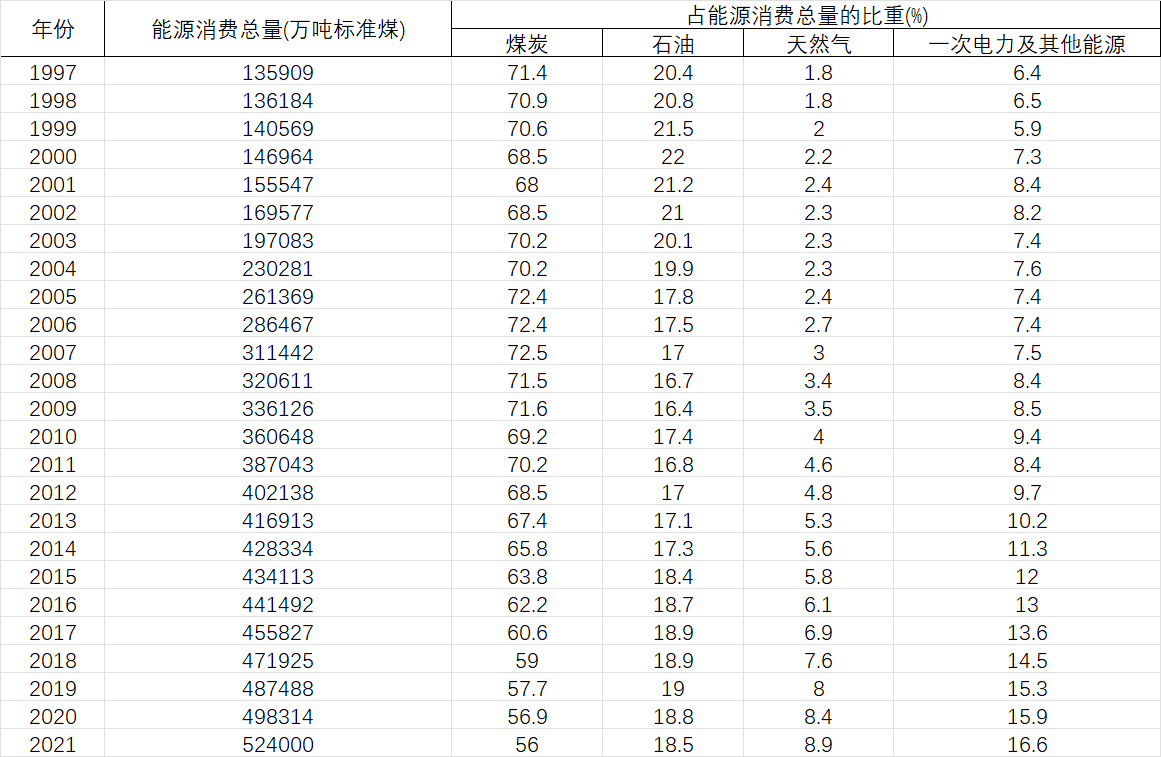 年份 能源消费总量(万吨标准煤) 占能源消费总量的比重(%)
煤炭 石油 天然气 一次电力及其他能源
1997 135909 71.4 20.4 1.8 6.4
1998 136184 70.9 20.8 1.8 6.5
1999 140569 70.6 21.5 2 5.9
2000 146964 68.5 22 2.2 7.3
2001 155547 68 21.2 2.4 8.4
2002 169577 68.5 21 2.3 8.2
2003 197083 70.2 20.1 2.3 7.4
2004 230281 70.2 19.9 2.3 7.6
2005 261369 72.4 17.8 2.4 7.4
2006 286467 72.4 17.5 2.7 7.4
2007 311442 72.5 17 3 7.5
2008 320611 71.5 16.7 3.4 8.4
2009 336126 71.6 16.4 3.5 8.5
2010 360648 69.2 17.4 4 9.4
2011 387043 70.2 16.8 4.6 8.4
2012 402138 68.5 17 4.8 9.7
2013 416913 67.4 17.1 5.3 10.2
2014 428334 65.8 17.3 5.6 11.3
2015 434113 63.8 18.4 5.8 12
2016 441492 62.2 18.7 6.1 13
2017 455827 60.6 18.9 6.9 13.6
2018 471925 59 18.9 7.6 14.5
2019 487488 57.7 19 8 15.3
2020 498314 56.9 18.8 8.4 15.9
2021 524000 56 18.5 8.9 16.6